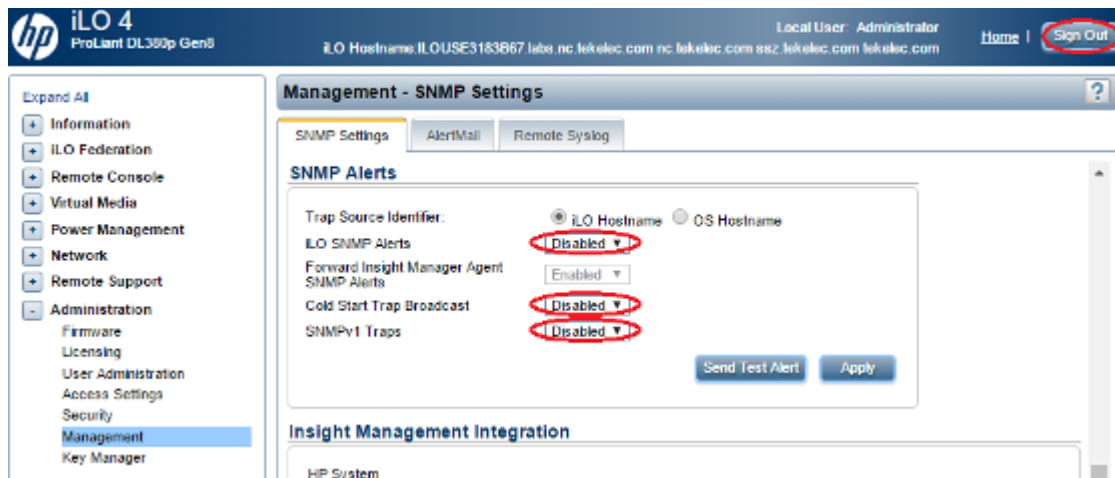 hp
iLO 4
ProLiant DL380p Gen8
Local User: Administrator
iLO Hostname:ILOUSE3183B67.labs.nc.tekelec.com nc.tekelec.com ssz.tekelec.com tekelec.com
Home | Sign Out
Expand All
Information
iLO Federation
Remote Console
Virtual Media
Power Management
Network
Remote Support
Administration
Firmware
Licensing
User Administration
Access Settings
Security
Management
Key Manager
Management - SNMP Settings
?
SNMP Settings AlertMail Remote Syslog
SNMP Alerts
Trap Source Identifier: iLO Hostname OS Hostname
iLO SNMP Alerts Disabled
Forward Insight Manager Agent
SNMP Alerts Enabled
Cold Start Trap Broadcast Disabled
SNMPv1 Traps Disabled
Send Test Alert Apply
Insight Management Integration
HP System